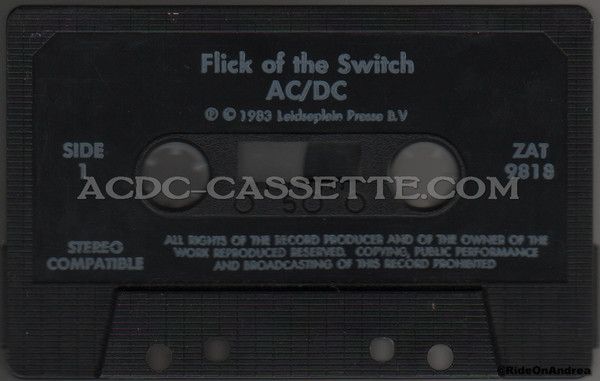 Flick of the Switch
AC/DC
℗ © 1983 Leidseplein Presse B.V
SIDE
1
ZAT
9818
ACDC-CASSETTE.COM
50
STEREO
COMPATIBLE
ALL RIGHTS OF THE RECORD PRODUCER AND OF THE OWNER OF THE
WORK REPRODUCED RESERVED. COPYING, PUBLIC PERFORMANCE
AND BROADCASTING OF THIS RECORD PROHIBITED
@RideOnAndrea